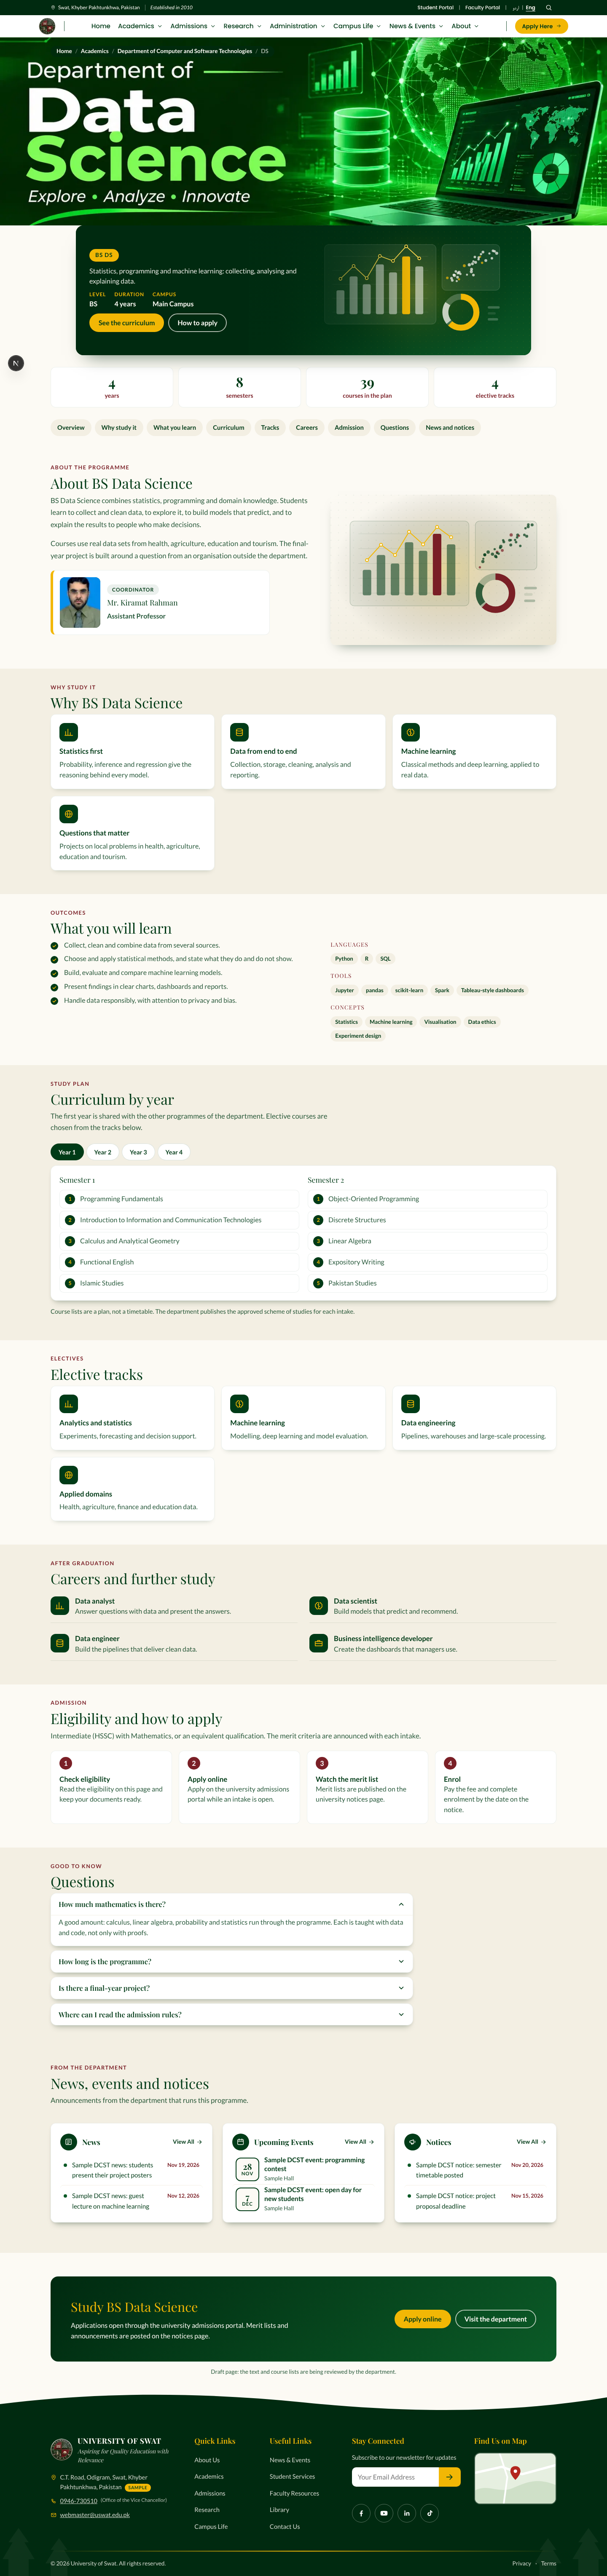 Swat, Khyber Pakhtunkhwa, Pakistan
Established in 2010
Student Portal
Faculty Portal
اردو
Eng
Home
Academics
Admissions
Research
Administration
Campus Life
News & Events
About
Apply Here
Home / Academics / Department of Computer and Software Technologies / DS
Department of
Data
Science
Explore • Analyze • Innovate
BS DS
Statistics, programming and machine learning: collecting, analysing and
explaining data.
LEVEL
BS
DURATION
4 years
CAMPUS
Main Campus
See the curriculum
How to apply
N
4
years
8
semesters
39
courses in the plan
4
elective tracks
Overview
Why study it
What you learn
Curriculum
Tracks
Careers
Admission
Questions
News and notices
ABOUT THE PROGRAMME
About BS Data Science
BS Data Science combines statistics, programming and domain knowledge. Students
learn to collect and clean data, to explore it, to build models that predict, and to
explain the results to people who make decisions.
Courses use real data sets from health, agriculture, education and tourism. The final-
year project is built around a question from an organisation outside the department.
COORDINATOR
Mr. Kiramat Rahman
Assistant Professor
WHY STUDY IT
Why BS Data Science
Statistics first
Probability, inference and regression give the
reasoning behind every model.
Data from end to end
Collection, storage, cleaning, analysis and
reporting.
Machine learning
Classical methods and deep learning, applied to
real data.
Questions that matter
Projects on local problems in health, agriculture,
education and tourism.
OUTCOMES
What you will learn
Collect, clean and combine data from several sources.
Choose and apply statistical methods, and state what they do and do not show.
Build, evaluate and compare machine learning models.
Present findings in clear charts, dashboards and reports.
Handle data responsibly, with attention to privacy and bias.
LANGUAGES
Python
R
SQL
TOOLS
Jupyter
pandas
scikit-learn
Spark
Tableau-style dashboards
CONCEPTS
Statistics
Machine learning
Visualisation
Data ethics
Experiment design
STUDY PLAN
Curriculum by year
The first year is shared with the other programmes of the department. Elective courses are
chosen from the tracks below.
Year 1
Year 2
Year 3
Year 4
Semester 1
1 Programming Fundamentals
2 Introduction to Information and Communication Technologies
3 Calculus and Analytical Geometry
4 Functional English
5 Islamic Studies
Semester 2
1 Object-Oriented Programming
2 Discrete Structures
3 Linear Algebra
4 Expository Writing
5 Pakistan Studies
Course lists are a plan, not a timetable. The department publishes the approved scheme of studies for each intake.
ELECTIVES
Elective tracks
Analytics and statistics
Experiments, forecasting and decision support.
Machine learning
Modelling, deep learning and model evaluation.
Data engineering
Pipelines, warehouses and large-scale processing.
Applied domains
Health, agriculture, finance and education data.
AFTER GRADUATION
Careers and further study
Data analyst
Answer questions with data and present the answers.
Data scientist
Build models that predict and recommend.
Data engineer
Build the pipelines that deliver clean data.
Business intelligence developer
Create the dashboards that managers use.
ADMISSION
Eligibility and how to apply
Intermediate (HSSC) with Mathematics, or an equivalent qualification. The merit criteria are announced with each intake.
1
Check eligibility
Read the eligibility on this page and
keep your documents ready.
2
Apply online
Apply on the university admissions
portal while an intake is open.
3
Watch the merit list
Merit lists are published on the
university notices page.
4
Enrol
Pay the fee and complete
enrolment by the date on the
notice.
GOOD TO KNOW
Questions
How much mathematics is there?
A good amount: calculus, linear algebra, probability and statistics run through the programme. Each is taught with data
and code, not only with proofs.
How long is the programme?
Is there a final-year project?
Where can I read the admission rules?
FROM THE DEPARTMENT
News, events and notices
Announcements from the department that runs this programme.
News
View All
Sample DCST news: students
present their project posters
Nov 19, 2026
Sample DCST news: guest
lecture on machine learning
Nov 12, 2026
Upcoming Events
View All
28
NOV
Sample DCST event: programming
contest
Sample Hall
7
DEC
Sample DCST event: open day for
new students
Sample Hall
Notices
View All
Sample DCST notice: semester
timetable posted
Nov 20, 2026
Sample DCST notice: project
proposal deadline
Nov 15, 2026
Study BS Data Science
Applications open through the university admissions portal. Merit lists and
announcements are posted on the notices page.
Apply online
Visit the department
Draft page: the text and course lists are being reviewed by the department.
UNIVERSITY OF SWAT
Aspiring for Quality Education with
Relevance
C.T. Road, Odigram, Swat, Khyber
Pakhtunkhwa, Pakistan SAMPLE
0946-730510 (Office of the Vice Chancellor)
webmaster@uswat.edu.pk
Quick Links
About Us
Academics
Admissions
Research
Campus Life
Useful Links
News & Events
Student Services
Faculty Resources
Library
Contact Us
Stay Connected
Subscribe to our newsletter for updates
Your Email Address
Find Us on Map
© 2026 University of Swat. All rights reserved.
Privacy • Terms